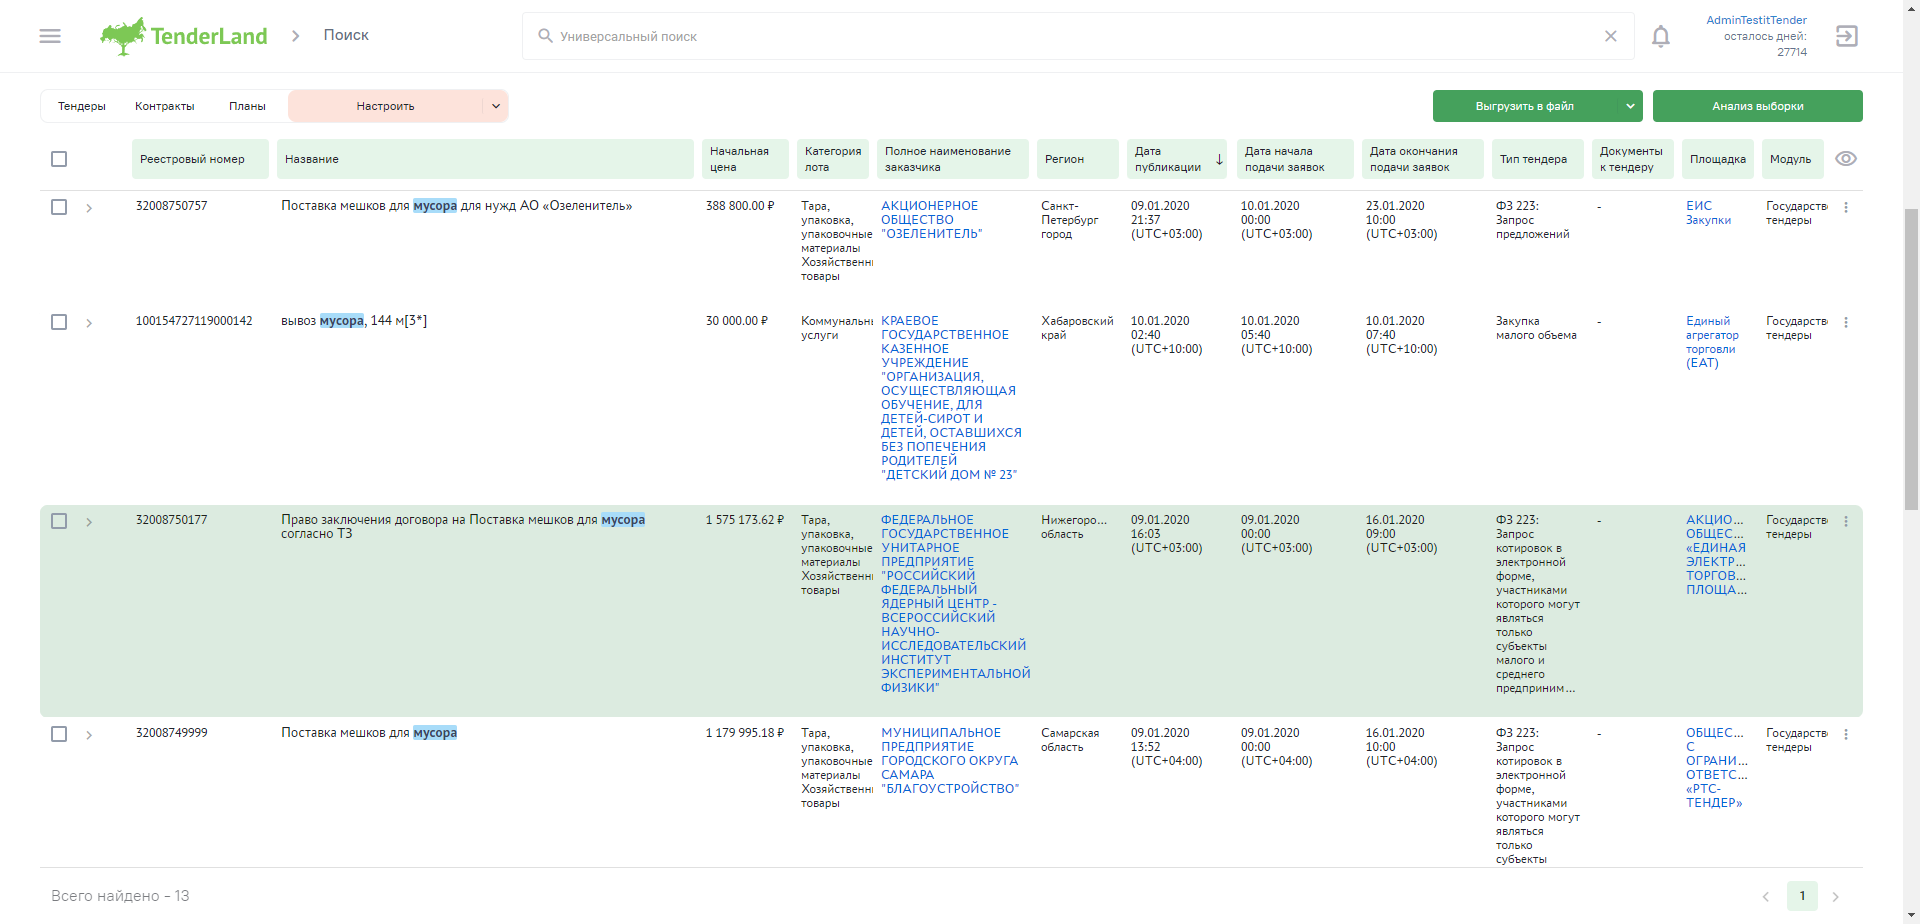 TenderLand
Поиск
Универсальный поиск
AdminTestitTender
осталось дней:
27714
Тендеры
Контракты
Планы
Настроить
Выгрузить в файл
Анализ выборки
Реестровый номер
Название
Начальная
цена
Категория
лота
Полное наименование
заказчика
Регион
Дата
публикации
Дата начала
подачи заявок
Дата окончания
подачи заявок
Тип тендера
Документы
к тендеру
Площадка
Модуль
32008750757
Поставка мешков для мусора для нужд АО «Озеленитель»
388 800.00 ₽
Тара,
упаковка,
упаковочные
материалы
Хозяйственн
товары
АКЦИОНЕРНОЕ
ОБЩЕСТВО
"ОЗЕЛЕНИТЕЛЬ"
Санкт-
Петербург
город
09.01.2020
21:37
(UTC+03:00)
10.01.2020
00:00
(UTC+03:00)
23.01.2020
10:00
(UTC+03:00)
ФЗ 223:
Запрос
предложений
-
ЕИС
Закупки
Государств
тендеры
100154727119000142
вывоз мусора, 144 м[3*]
30 000.00 ₽
Коммунальн
услуги
КРАЕВОЕ
ГОСУДАРСТВЕННОЕ
КАЗЕННОЕ
УЧРЕЖДЕНИЕ
"ОРГАНИЗАЦИЯ,
ОСУЩЕСТВЛЯЮЩАЯ
ОБУЧЕНИЕ, ДЛЯ
ДЕТЕЙ-СИРОТ И
ДЕТЕЙ, ОСТАВШИХСЯ
БЕЗ ПОПЕЧЕНИЯ
РОДИТЕЛЕЙ
"ДЕТСКИЙ ДОМ № 23"
Хабаровский
край
10.01.2020
02:40
(UTC+10:00)
10.01.2020
05:40
(UTC+10:00)
10.01.2020
07:40
(UTC+10:00)
Закупка
малого объема
-
Единый
агрегатор
торговли
(ЕАТ)
Государств
тендеры
32008750177
Право заключения договора на Поставка мешков для мусора
согласно ТЗ
1 575 173.62 ₽
Тара,
упаковка,
упаковочные
материалы
Хозяйственн
товары
ФЕДЕРАЛЬНОЕ
ГОСУДАРСТВЕННОЕ
УНИТАРНОЕ
ПРЕДПРИЯТИЕ
"РОССИЙСКИЙ
ФЕДЕРАЛЬНЫЙ
ЯДЕРНЫЙ ЦЕНТР -
ВСЕРОССИЙСКИЙ
НАУЧНО-
ИССЛЕДОВАТЕЛЬСКИЙ
ИНСТИТУТ
ЭКСПЕРИМЕНТАЛЬНОЙ
ФИЗИКИ"
Нижегоро...
область
09.01.2020
16:03
(UTC+03:00)
09.01.2020
00:00
(UTC+03:00)
16.01.2020
09:00
(UTC+03:00)
ФЗ 223:
Запрос
котировок в
электронной
форме,
участниками
которого могут
являться
только
субъекты
малого и
среднего
предприним...
-
АКЦИО...
ОБЩЕС...
«ЕДИНАЯ
ЭЛЕКТР...
ТОРГОВ...
ПЛОЩА...
Государств
тендеры
32008749999
Поставка мешков для мусора
1 179 995.18 ₽
Тара,
упаковка,
упаковочные
материалы
Хозяйственн
товары
МУНИЦИПАЛЬНОЕ
ПРЕДПРИЯТИЕ
ГОРОДСКОГО ОКРУГА
САМАРА
"БЛАГОУСТРОЙСТВО"
Самарская
область
09.01.2020
13:52
(UTC+04:00)
09.01.2020
00:00
(UTC+04:00)
16.01.2020
10:00
(UTC+04:00)
ФЗ 223:
Запрос
котировок в
электронной
форме,
участниками
которого могут
являться
только
субъекты
-
ОБЩЕС...
С
ОГРАНИ...
ОТВЕТС...
«РТС-
ТЕНДЕР»
Государств
тендеры
Всего найдено - 13
1